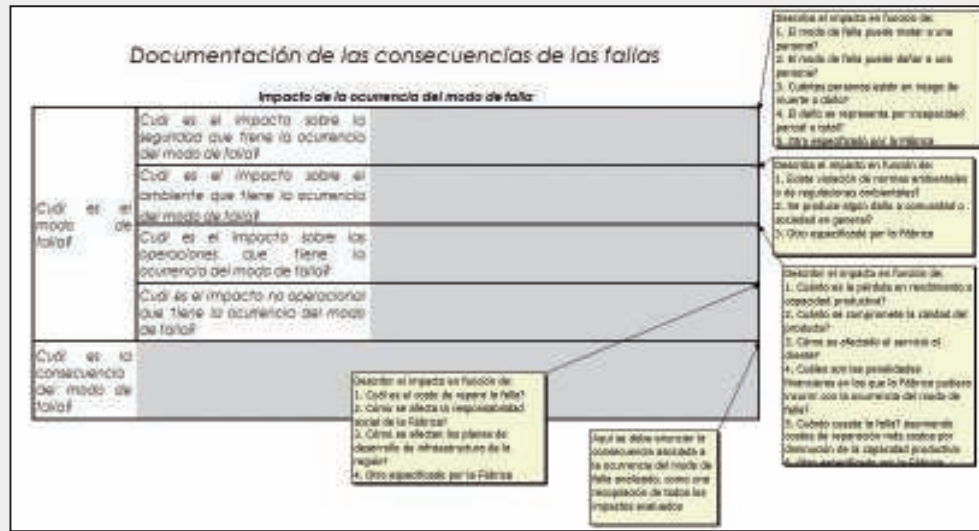 Documentación de las consecuencias de las fallas
Impacto de la ocurrencia del modo de falla
Cuál es el
modo de
falla?
Cuál es el impacto sobre la
seguridad que tiene la ocurrencia
del modo de falla?
Cuál es el impacto sobre el
ambiente que tiene la ocurrencia
del modo de falla?
Cuál es el impacto sobre las
operaciones que tiene la
ocurrencia del modo de falla?
Cuál es el impacto no operacional
que tiene la ocurrencia del modo
de falla?
Cuál es la
consecuencia
del modo de
falla?
Describir el impacto en función de:
1. El modo de falla puede matar a una
persona?
2. El modo de falla puede dañar a una
persona?
3. Cuántas personas están en riesgo de
muerte o daño?
4. El daño se representa por incapacidad
parcial o total?
5. Otro especificado por la Fábrica
Describir el impacto en función de:
1. Existe violación de normas ambientales
o de regulaciones ambientales?
2. Se produce algún daño a comunidad o
sociedad en general?
3. Otro especificado por la Fábrica
Describir el impacto en función de:
1. Cuánto es la pérdida en rendimiento o
capacidad productiva?
2. Cuánto se compromete la calidad del
producto?
3. Cómo es afectado el servicio al
cliente?
4. Cuáles son las penalidades
financieras en las que la Fábrica pudiera
incurrir con la ocurrencia del modo de
falla?
5. Cuánto cuesta la falla? asumiendo
costos de reparación más costos por
disminución de la capacidad productiva
6. Otro especificado por la Fábrica
Describir el impacto en función de:
1. Cuál es el costo de reparar la falla?
2. Cómo se afecta la responsabilidad
social de la Fábrica?
3. Cómo se afectan los planes de
desarrollo de infraestructura de la
región?
4. Otro especificado por la Fábrica
Aquí se debe enunciar la
consecuencia asociada a
la ocurrencia del modo de
falla analizado, como una
recopilación de todos los
impactos evaluados